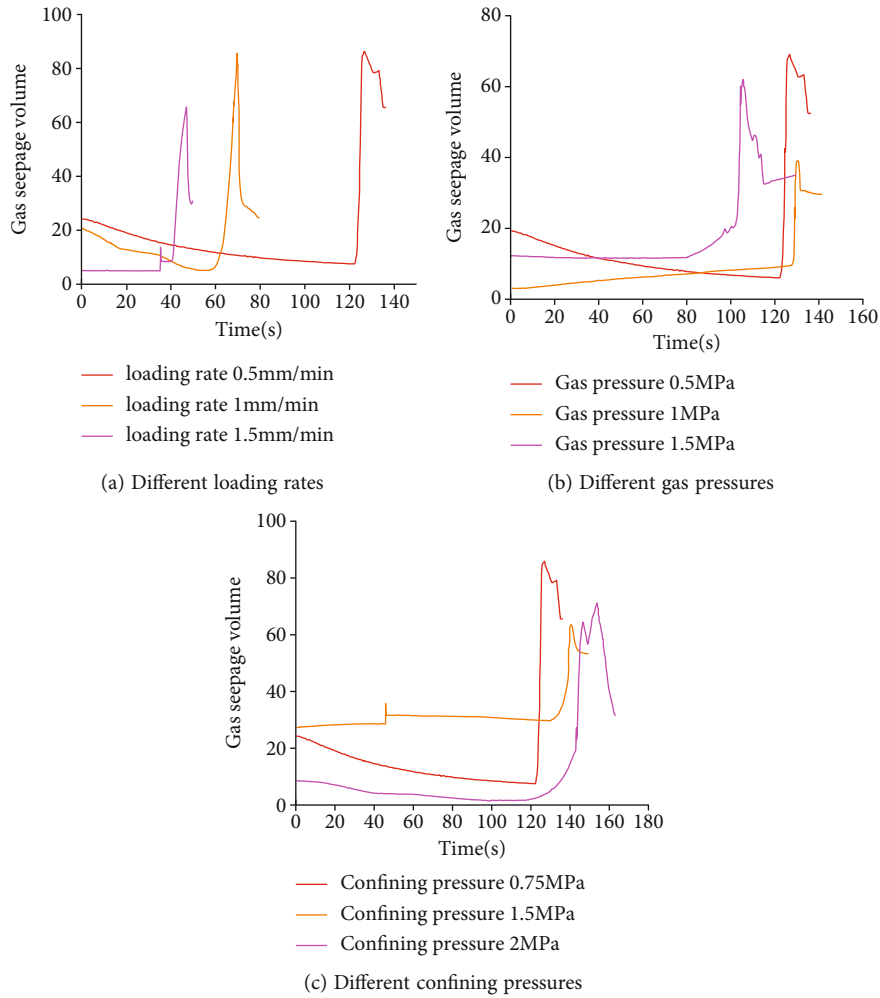 Gas seepage volume
100
80
60
40
20
0
0 20 40 60 80 100 120 140
Time(s)
loading rate 0.5mm/min
loading rate 1mm/min
loading rate 1.5mm/min
(a) Different loading rates
Gas seepage volume
80
60
40
20
0
0 20 40 60 80 100 120 140 160
Time(s)
Gas pressure 0.5MPa
Gas pressure 1MPa
Gas pressure 1.5MPa
(b) Different gas pressures
Gas seepage volume
100
80
60
40
20
0
0 20 40 60 80 100 120 140 160 180
Time(s)
Confining pressure 0.75MPa
Confining pressure 1.5MPa
Confining pressure 2MPa
(c) Different confining pressures